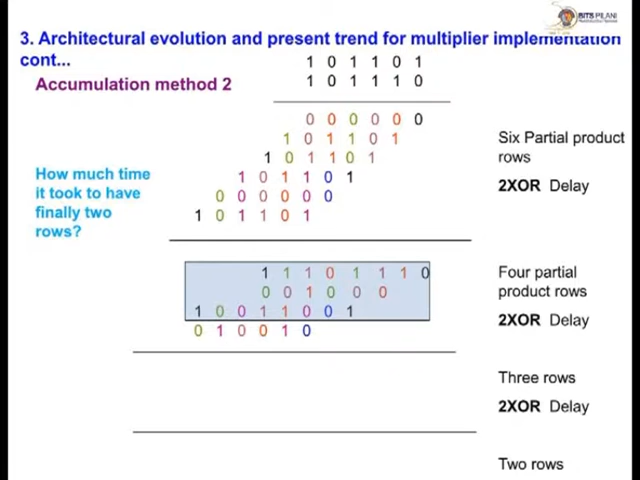 BITS PILANI
3. Architectural evolution and present trend for multiplier implementation
cont...
1 0 1 1 0 1
Accumulation method 2
1 0 1 1 1 0
0 0 0 0 0 0
1 0 1 1 0 1
Six Partial product
rows
1 0 1 1 0 1
How much time
it took to have
finally two
rows?
1 0 1 1 0 1
2XOR Delay
0 0 0 0 0 0
1 0 1 1 0 1
1 1 1 0 1 1 1 0
Four partial
product rows
0 0 1 0 0 0
1 0 0 1 1 0 0 1
2XOR Delay
0 1 0 0 1 0
Three rows
2XOR Delay
Two rows